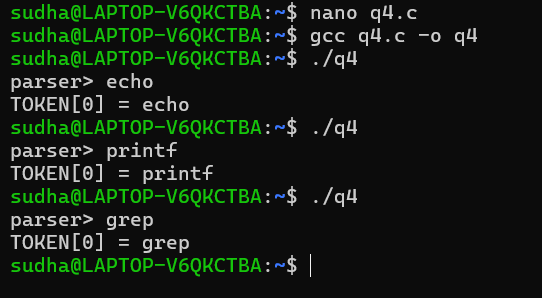 sudha@LAPTOP-V6QKCTBA:~$ nano q4.c
sudha@LAPTOP-V6QKCTBA:~$ gcc q4.c -o q4
sudha@LAPTOP-V6QKCTBA:~$ ./q4
parser> echo
TOKEN[0] = echo
sudha@LAPTOP-V6QKCTBA:~$ ./q4
parser> printf
TOKEN[0] = printf
sudha@LAPTOP-V6QKCTBA:~$ ./q4
parser> grep
TOKEN[0] = grep
sudha@LAPTOP-V6QKCTBA:~$